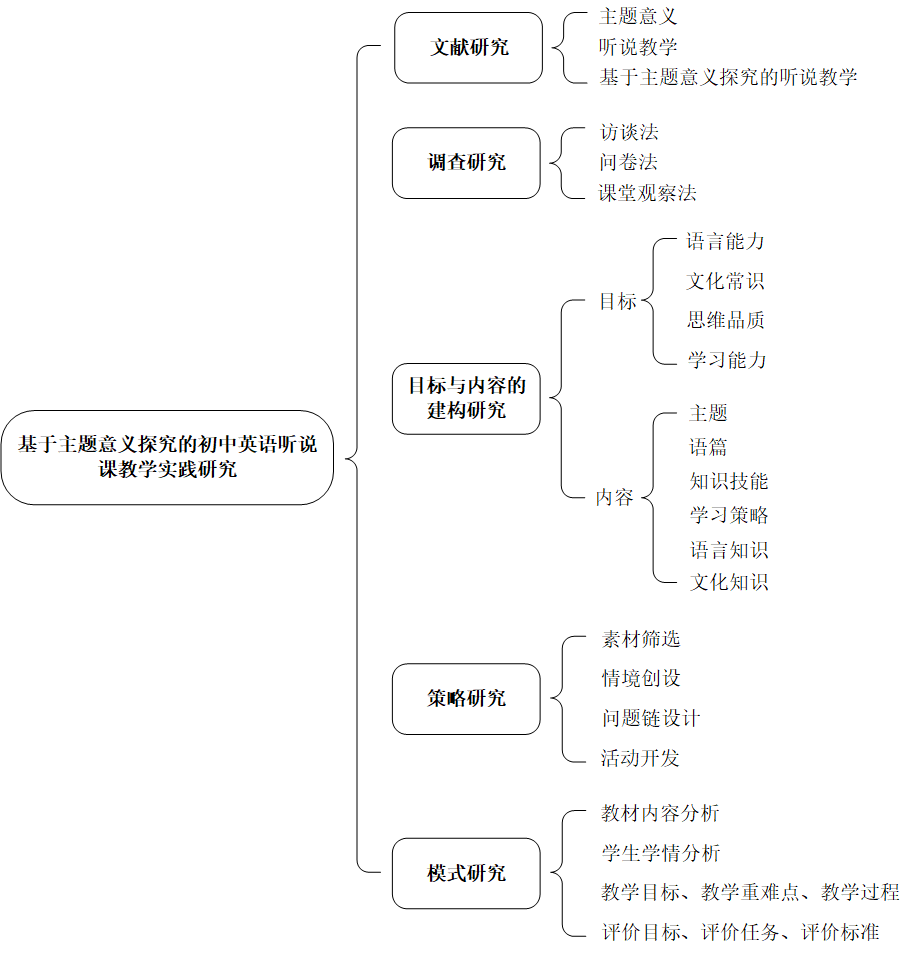 文献研究
主题意义
听说教学
基于主题意义探究的听说教学
调查研究
访谈法
问卷法
课堂观察法
目标与内容的
建构研究
目标
语言能力
文化常识
思维品质
学习能力
内容
主题
语篇
知识技能
学习策略
语言知识
文化知识
基于主题意义探究的初中英语听说
课教学实践研究
策略研究
素材筛选
情境创设
问题链设计
活动开发
模式研究
教材内容分析
学生学情分析
教学目标、教学重难点、教学过程
评价目标、评价任务、评价标准